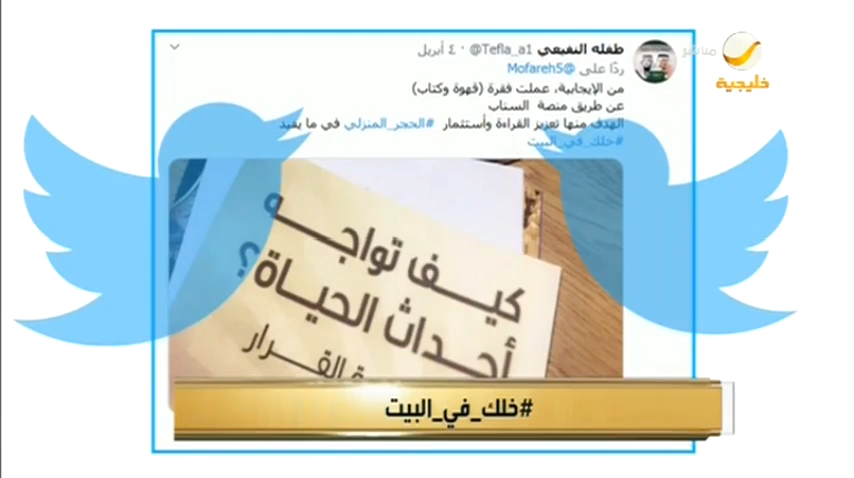 طفله النفيعي @Tefla_a1 · ٤ أبريل
ردًا على @Mofareh5
من الإيجابية، عملت فقرة (قهوة وكتاب)
عن طريق منصة السناب
الهدف منها تعزيز القراءة وأستثمار #الحجر_المنزلي في ما يفيد
#خلك_في_البيت
مباشر
خليجية
كيف تواجه
أحداث الحياة؟
القرار
#خلك_في_البيت